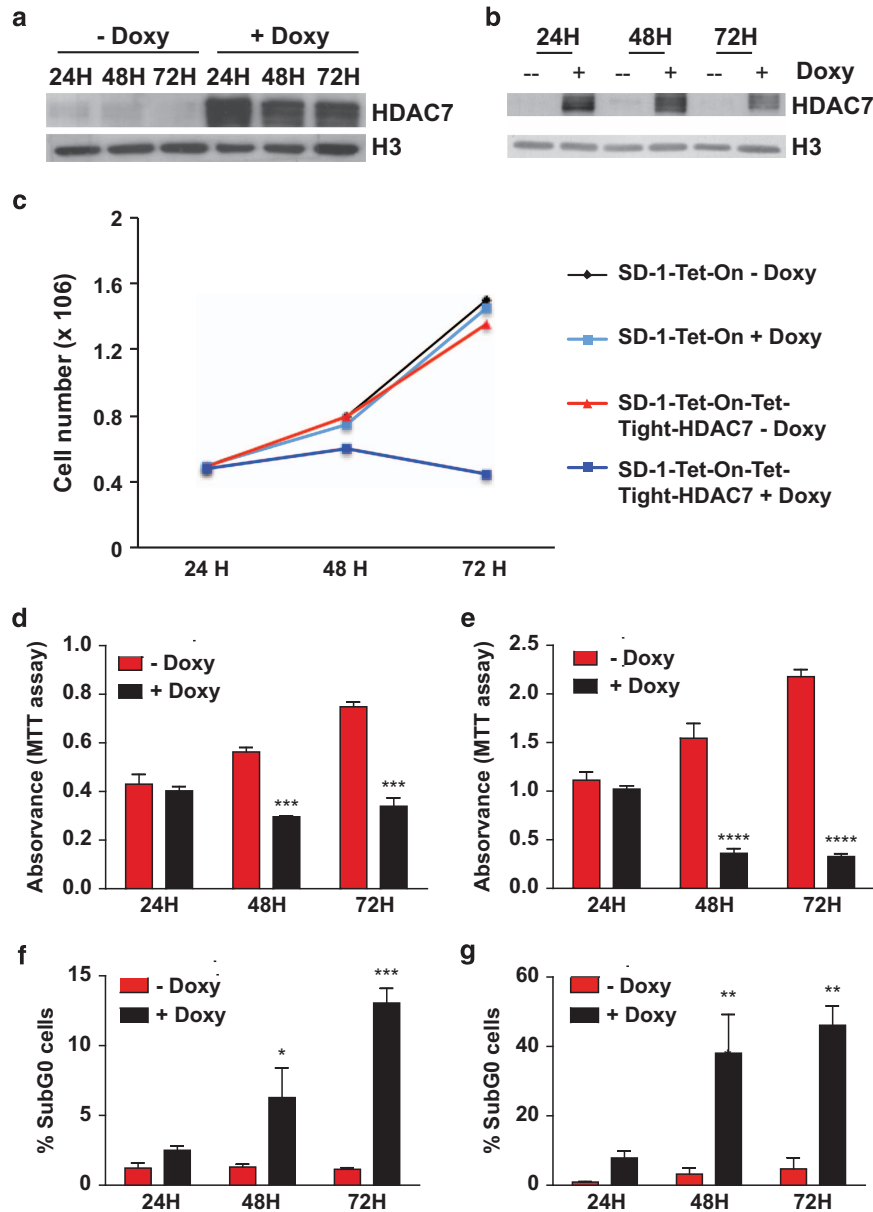 a
- Doxy + Doxy
24H 48H 72H 24H 48H 72H
HDAC7
H3
b
24H 48H 72H
-- + -- + -- + Doxy
HDAC7
H3
c
Cell number (x 106)
2
1.6
1.2
0.8
0.4
0
24 H 48 H 72 H
SD-1-Tet-On - Doxy
SD-1-Tet-On + Doxy
SD-1-Tet-On-Tet-
Tight-HDAC7 - Doxy
SD-1-Tet-On-Tet-
Tight-HDAC7 + Doxy
d
Absorvance (MTT assay)
1.0
0.8
0.6
0.4
0.2
0.0
- Doxy
+ Doxy
*** ***
24H 48H 72H
e
Absorvance (MTT assay)
2.5
2.0
1.5
1.0
0.5
0.0
- Doxy
+ Doxy
**** ****
24H 48H 72H
f
% SubG0 cells
15
10
5
0
- Doxy
+ Doxy
* ***
24H 48H 72H
g
% SubG0 cells
60
40
20
0
- Doxy
+ Doxy
** **
24H 48H 72H